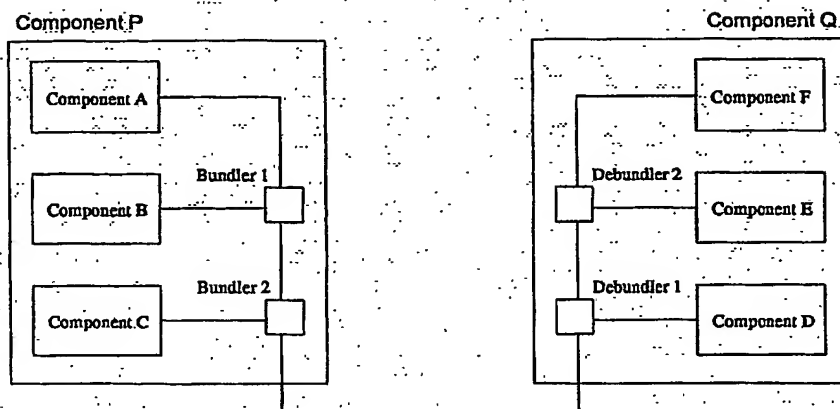 Component P
Component A
Bundler 1
Component B
Bundler 2
Component C
Component Q
Component F
Debundler 2
Component E
Debundler 1
Component D